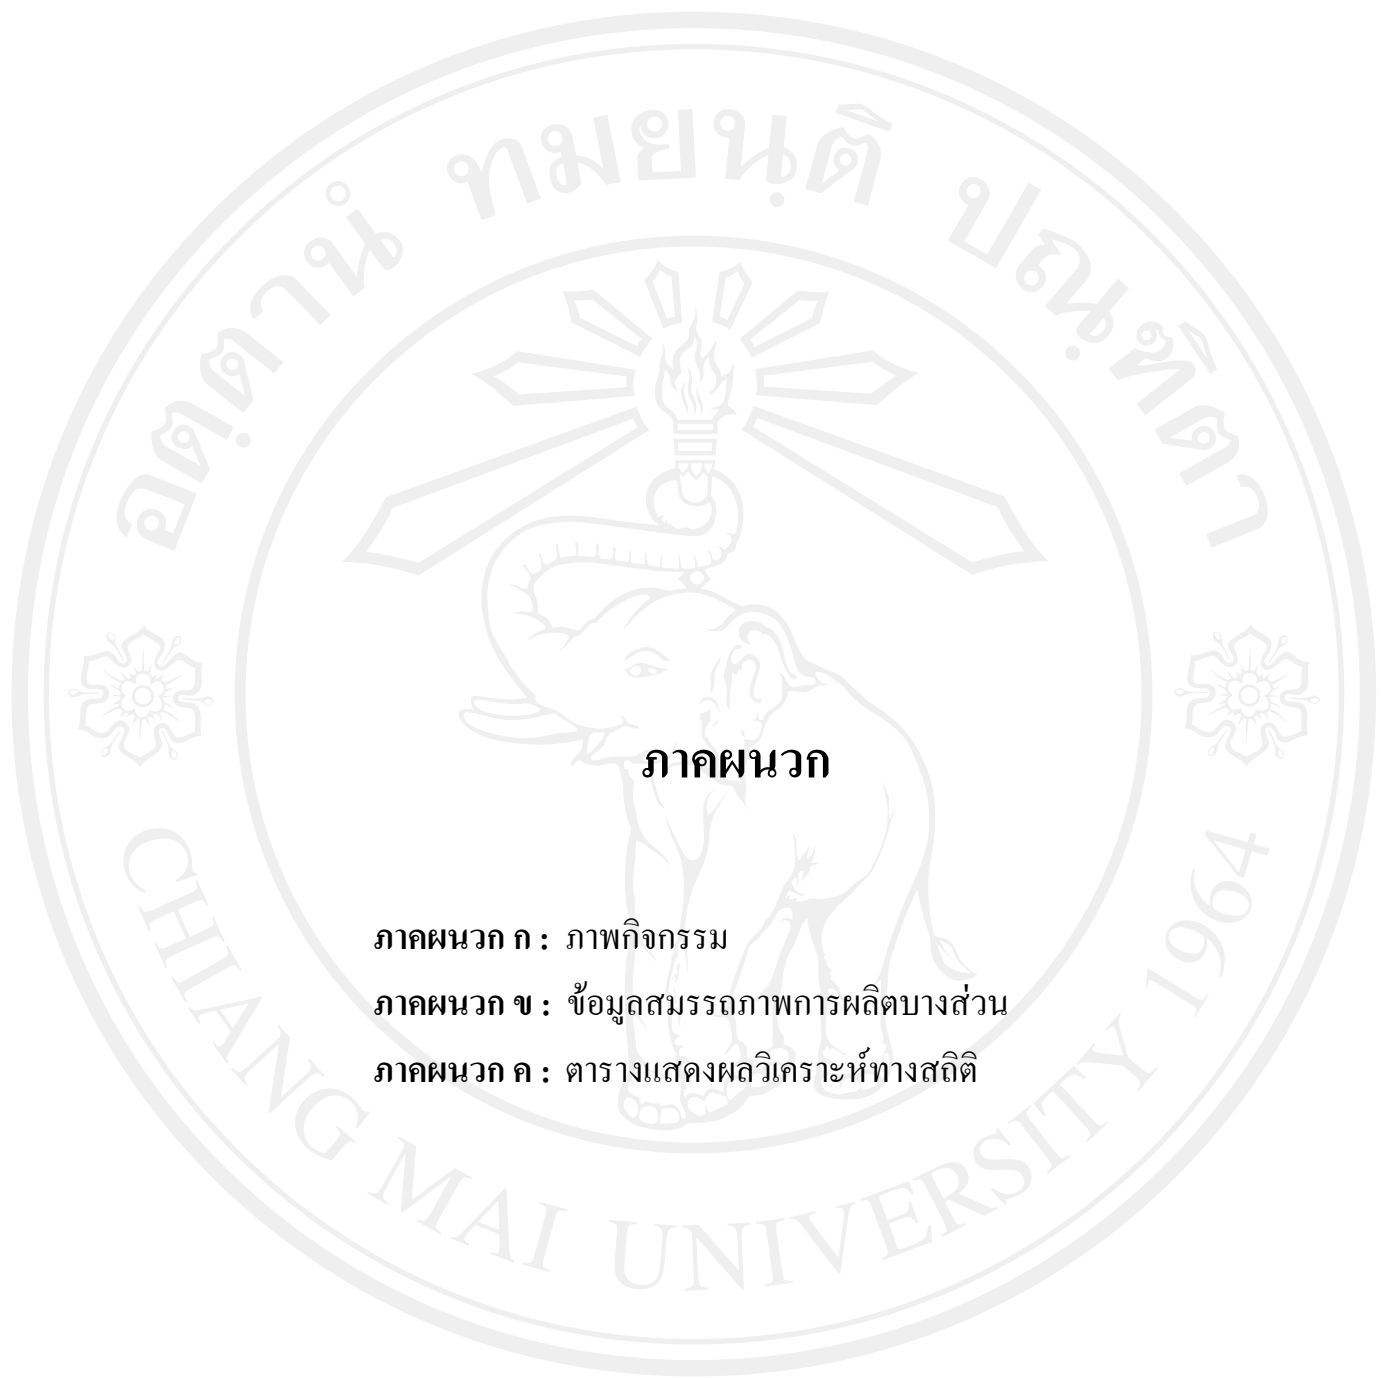 อตฺตานํ ทมยนฺติ ปณฺฑิตา
ภาคผนวก
ภาคผนวก ก : ภาพกิจกรรม
ภาคผนวก ข : ข้อมูลสมรรถภาพการผลิตบางส่วน
ภาคผนวก ค : ตารางแสดงผลวิเคราะห์ทางสถิติ
CHIANG MAI UNIVERSITY 1964